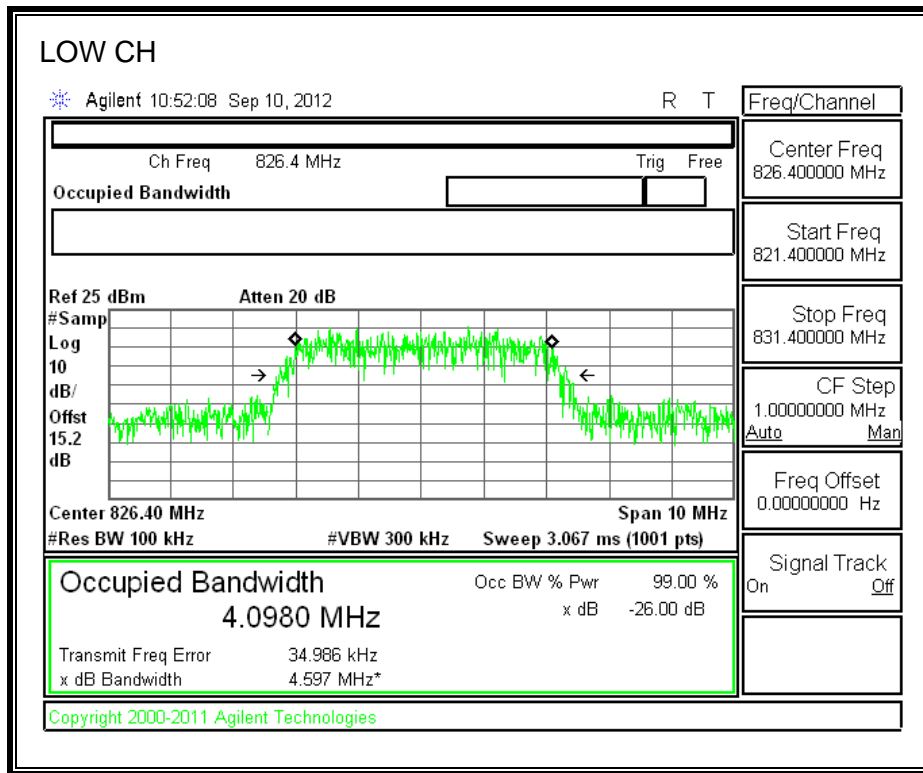 LOW CH
Agilent 10:52:08 Sep 10, 2012 R T
Freq/Channel
Ch Freq 826.4 MHz Trig Free
Occupied Bandwidth
Center Freq
826.400000 MHz
Start Freq
821.400000 MHz
Stop Freq
831.400000 MHz
CF Step
1.00000000 MHz
Auto Man
Freq Offset
0.00000000 Hz
Signal Track
On Off
Ref 25 dBm Atten 20 dB
#Samp
Log
10
dB/
Offst
15.2
dB
Center 826.40 MHz Span 10 MHz
#Res BW 100 kHz #VBW 300 kHz Sweep 3.067 ms (1001 pts)
Occupied Bandwidth
4.0980 MHz
Occ BW % Pwr 99.00 %
x dB -26.00 dB
Transmit Freq Error 34.986 kHz
x dB Bandwidth 4.597 MHz*
Copyright 2000-2011 Agilent Technologies